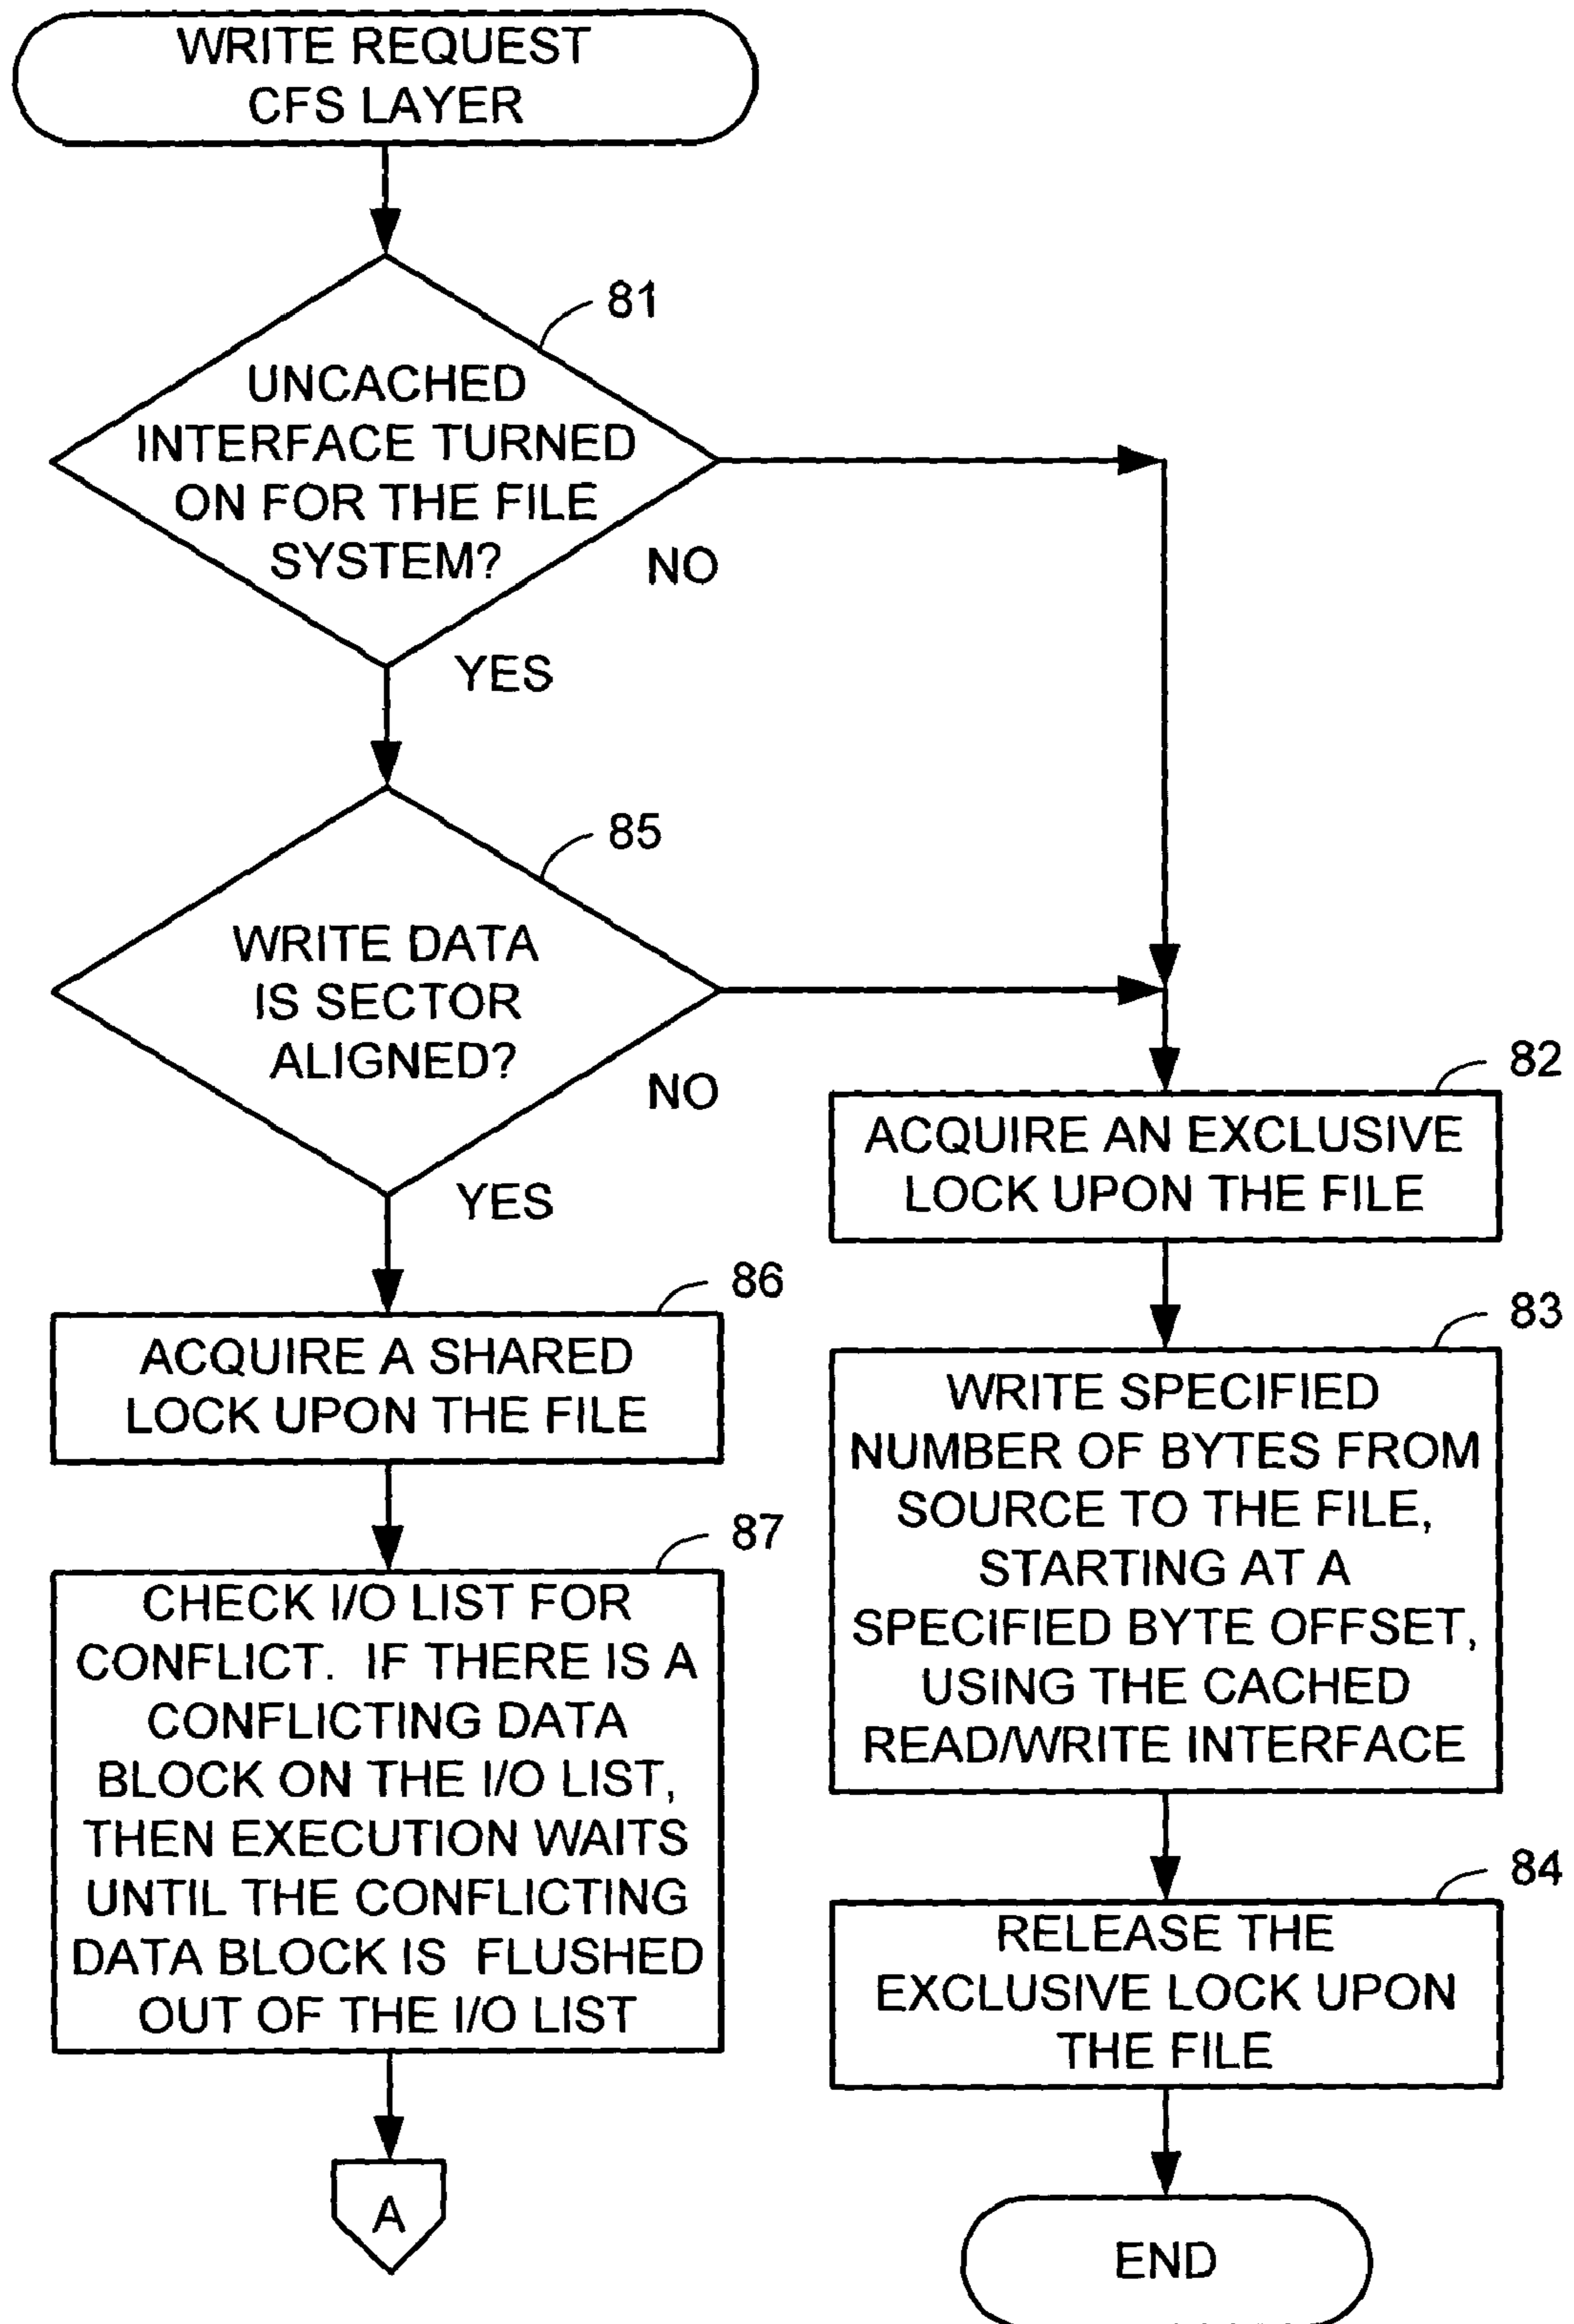 WRITE REQUEST
CFS LAYER
81
UNCACHED
INTERFACE TURNED
ON FOR THE FILE
SYSTEM?
NO
YES
85
WRITE DATA
IS SECTOR
ALIGNED?
NO
YES
86
ACQUIRE A SHARED
LOCK UPON THE FILE
87
CHECK I/O LIST FOR
CONFLICT. IF THERE IS A
CONFLICTING DATA
BLOCK ON THE I/O LIST,
THEN EXECUTION WAITS
UNTIL THE CONFLICTING
DATA BLOCK IS FLUSHED
OUT OF THE I/O LIST
A
82
ACQUIRE AN EXCLUSIVE
LOCK UPON THE FILE
83
WRITE SPECIFIED
NUMBER OF BYTES FROM
SOURCE TO THE FILE,
STARTING AT A
SPECIFIED BYTE OFFSET,
USING THE CACHED
READ/WRITE INTERFACE
84
RELEASE THE
EXCLUSIVE LOCK UPON
THE FILE
END